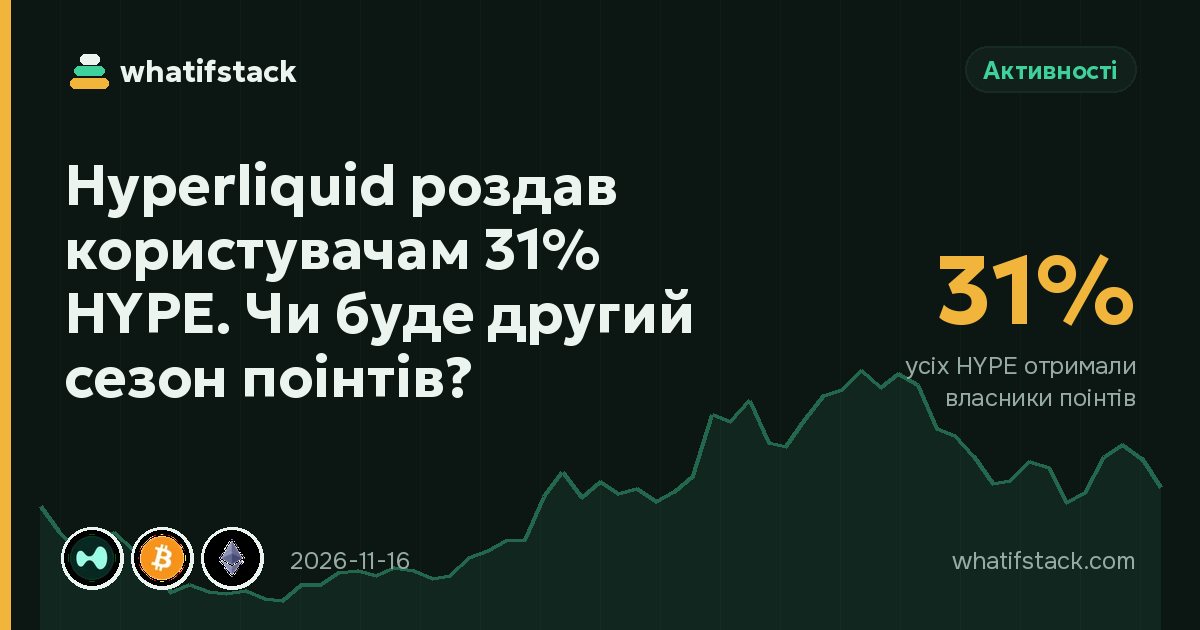 whatifstack
Активності
Hyperliquid роздав
користувачам 31%
HYPE. Чи буде другий
сезон поінтів?
31%
усіх HYPE отримали
власники поінтів
2026-11-16
whatifstack.com